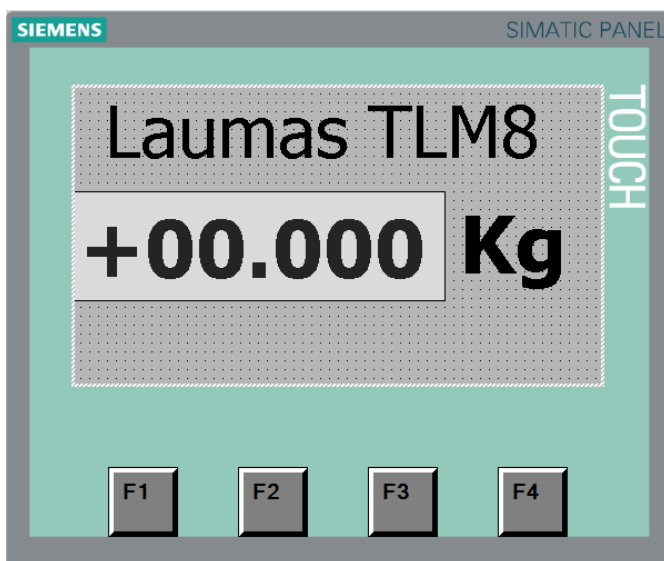 SIEMENS
SIMATIC PANEL
TOUCH
Laumas TLM8
+00.000 Kg
F1 F2 F3 F4